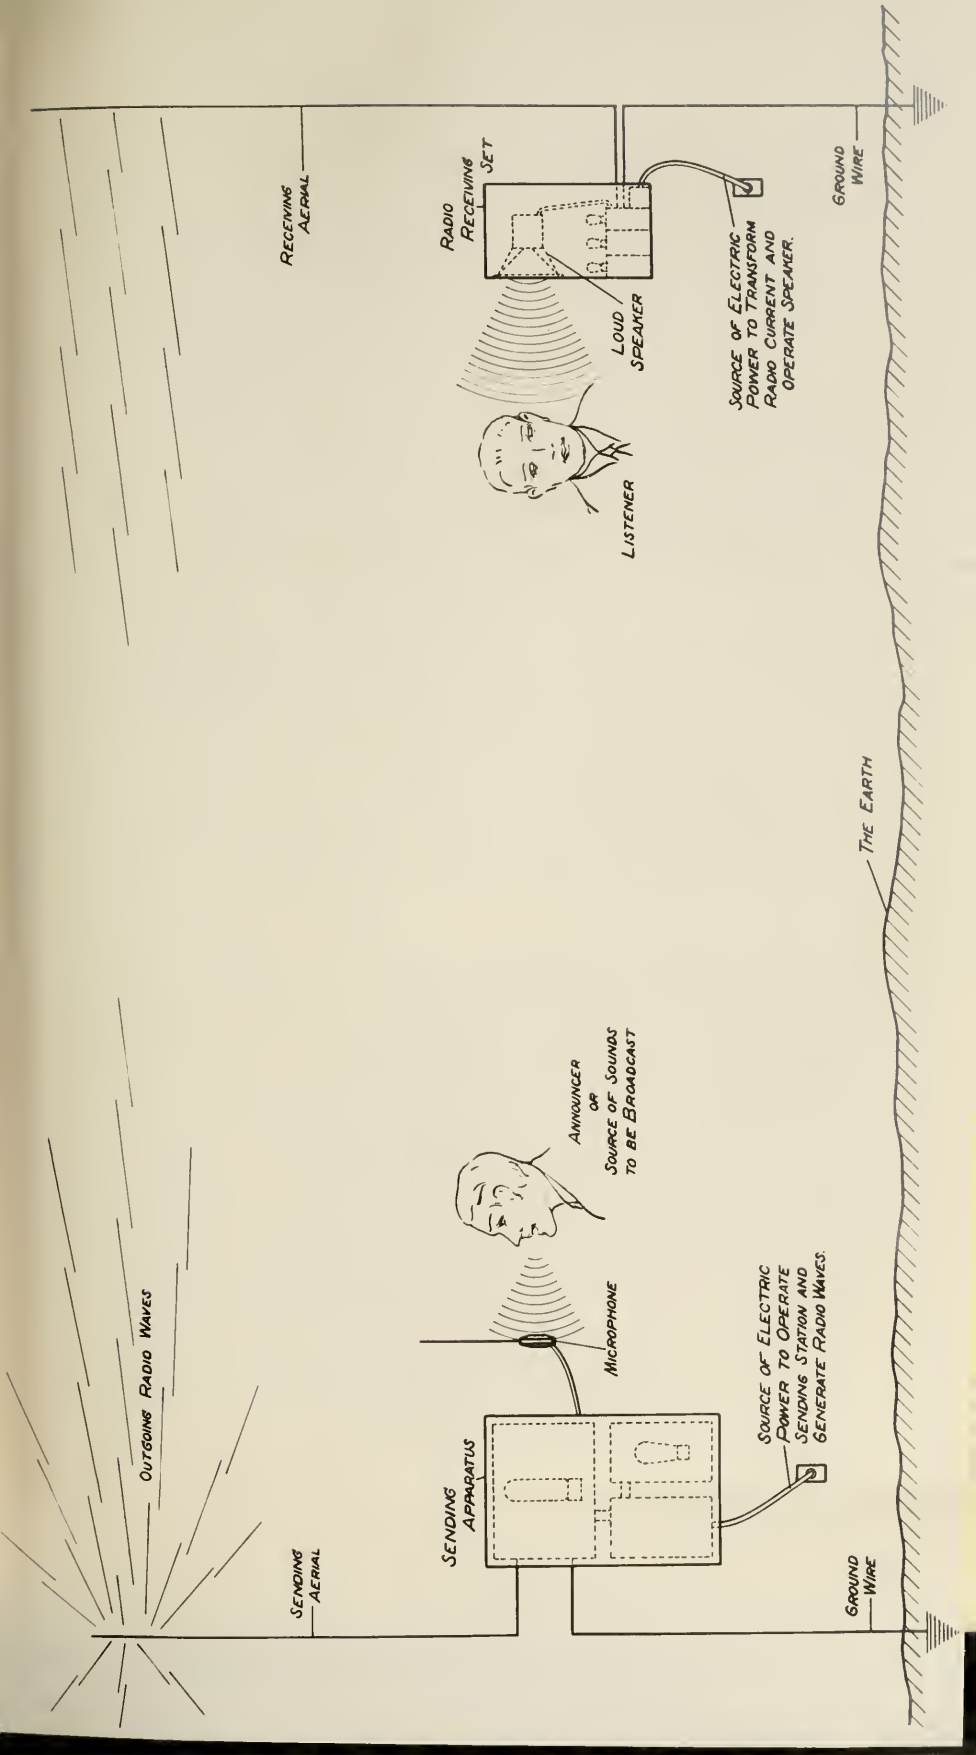 OUTGOING RADIO WAVES
SENDING
AERIAL
SENDING
APPARATUS
MICROPHONE
ANNOUNCER
OR
SOURCE OF SOUNDS
TO BE BROADCAST
SOURCE OF ELECTRIC
POWER TO OPERATE
SENDING STATION AND
GENERATE RADIO WAVES.
GROUND
WIRE
THE EARTH
RECEIVING
AERIAL
RADIO
RECEIVING
SET
LOUD
SPEAKER
LISTENER
SOURCE OF ELECTRIC
POWER TO TRANSFORM
RADIO CURRENT AND
OPERATE SPEAKER.
GROUND
WIRE